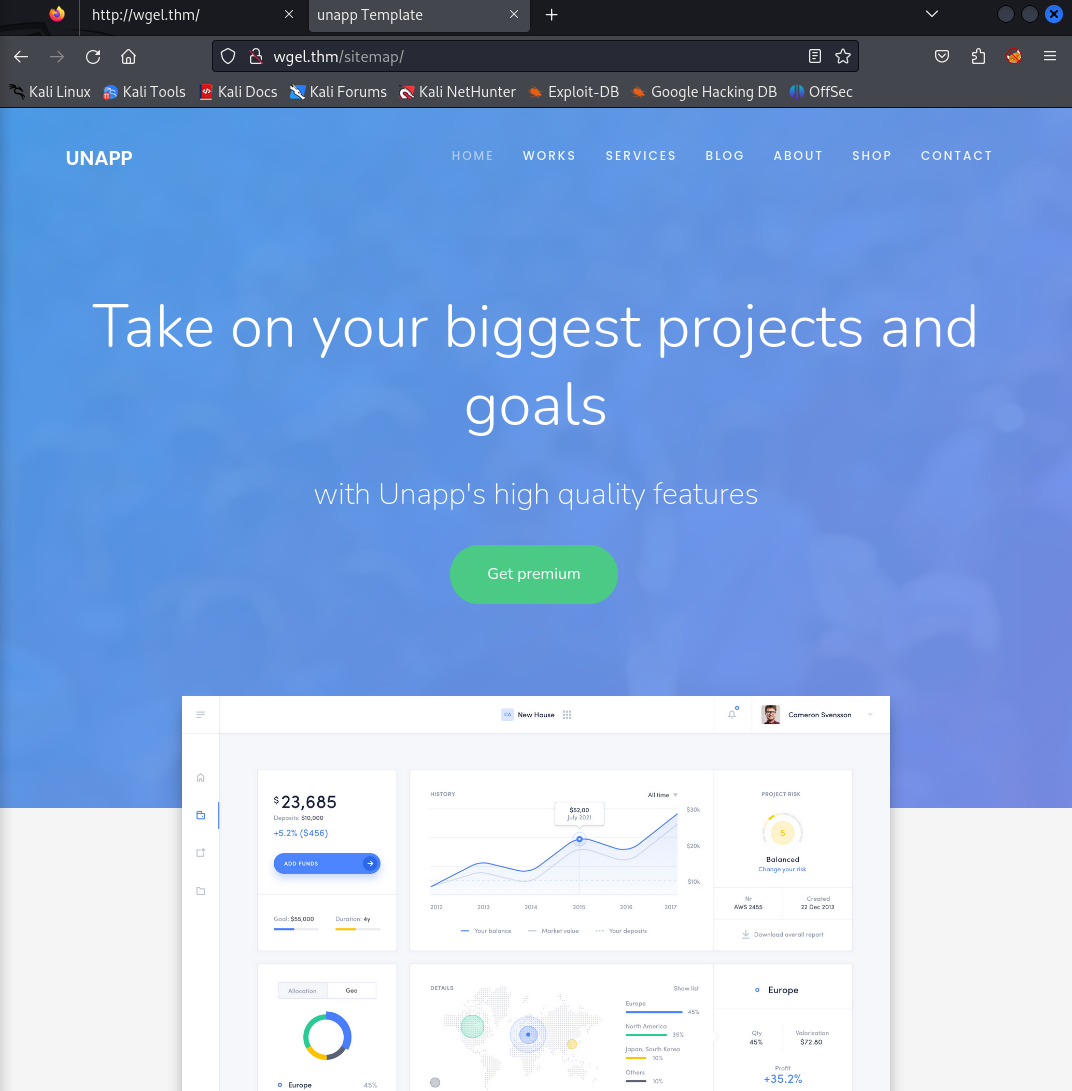 http://wgel.thm/
unapp Template
wgel.thm/sitemap/
Kali Linux Kali Tools Kali Docs Kali Forums Kali NetHunter Exploit-DB Google Hacking DB OffSec
UNAPP
HOME WORKS SERVICES BLOG ABOUT SHOP CONTACT
Take on your biggest projects and
goals
with Unapp's high quality features
Get premium
CA New House
Cameron Svensson
$23,685
Deposits: $10,000
+5.2% ($456)
ADD FUNDS
Goal: $55,000 Duration: 4y
HISTORY
All time
$52,00
July 2021
$30k
$20k
$10k
2012 2013 2014 2015 2016 2017
Your balance Market value Your deposits
PROJECT RISK
5
Balanced
Change your risk
Nr Created
AWS 2455 22 Dec 2013
Download overall report
Allocation Geo
Europe 45%
DETAILS
Show list
Europe
45%
North America
35%
Japan, South Korea
10%
Others
10%
Europe
Qty Valorisation
45% $72.80
Profit
+35.2%